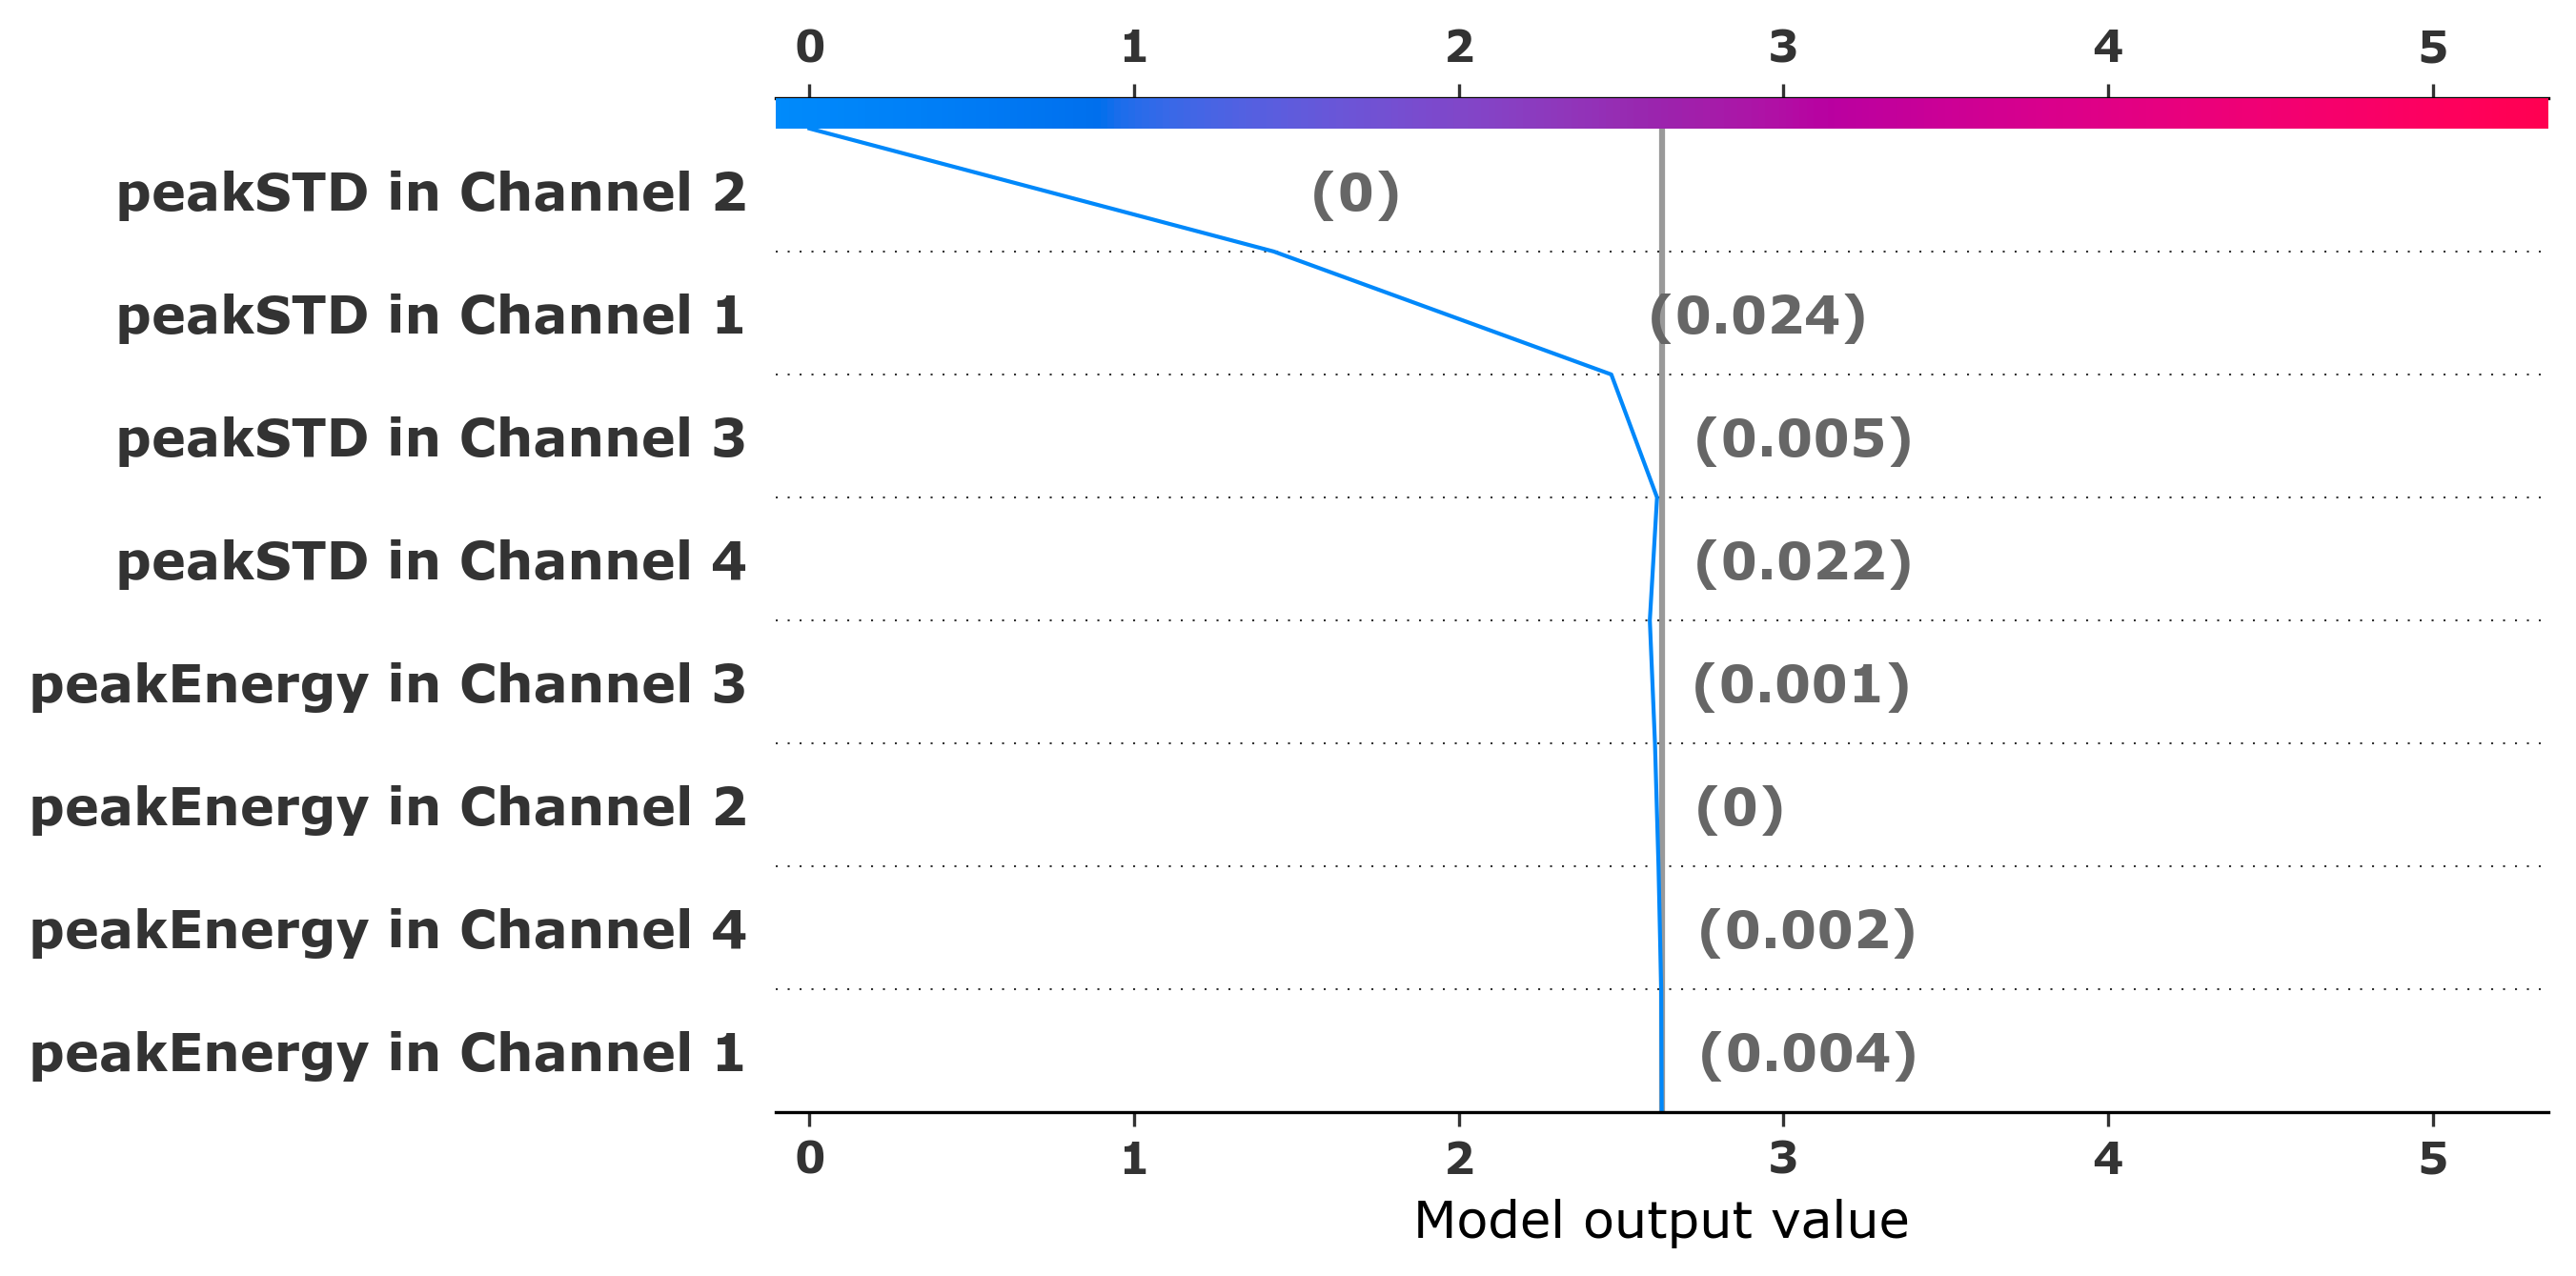 0 1 2 3 4 5
peakSTD in Channel 2 (0)
peakSTD in Channel 1 (0.024)
peakSTD in Channel 3 (0.005)
peakSTD in Channel 4 (0.022)
peakEnergy in Channel 3 (0.001)
peakEnergy in Channel 2 (0)
peakEnergy in Channel 4 (0.002)
peakEnergy in Channel 1 (0.004)
0 1 2 3 4 5
Model output value